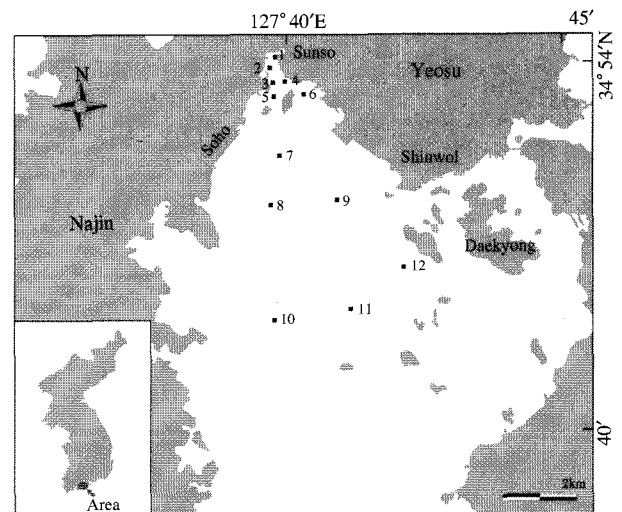 127° 40′E
45′
34° 54′N
N
Sunso
1
2
3
4
5
6
Yeosu
Soho
7
Shinwol
8
9
Najin
Daekyong
12
11
10
40′
Area
2km